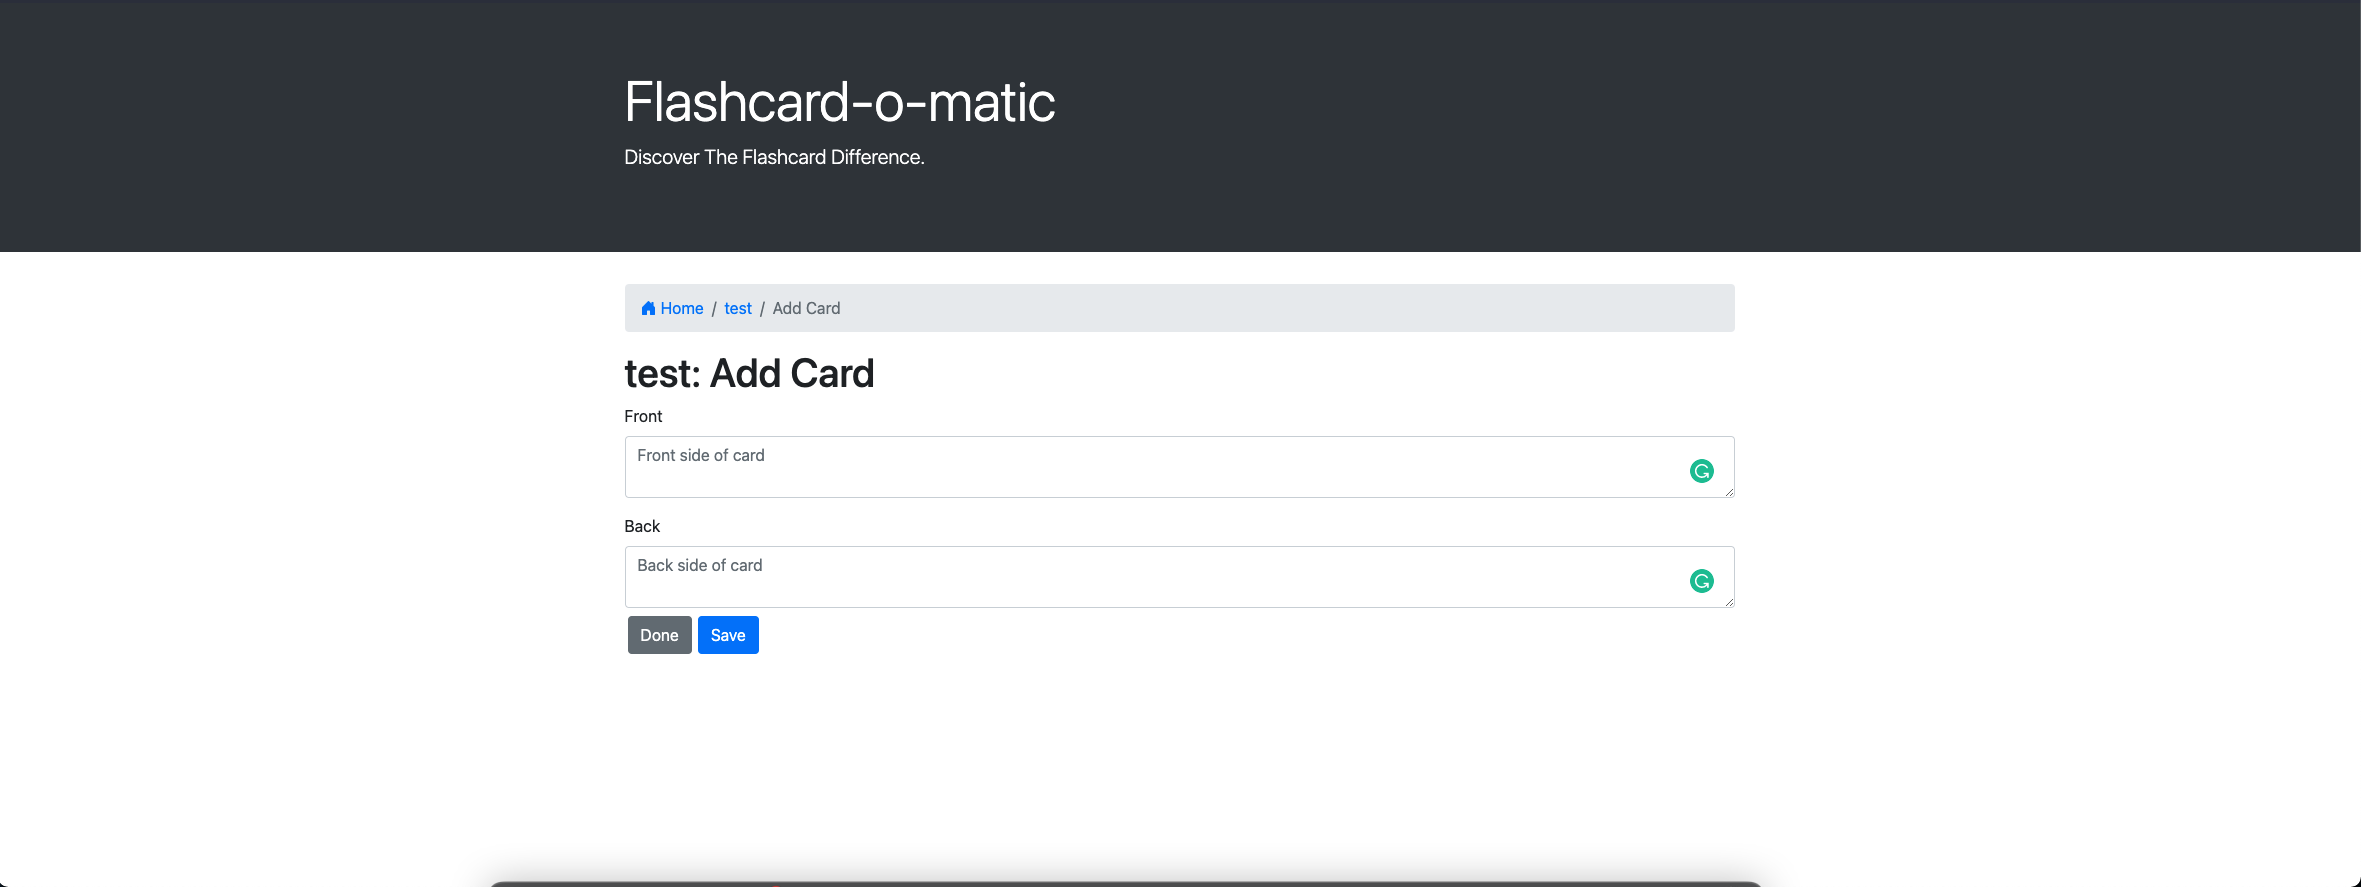 Flashcard-o-matic
Discover The Flashcard Difference.
Home / test / Add Card
test: Add Card
Front
Front side of card
Back
Back side of card
Done Save